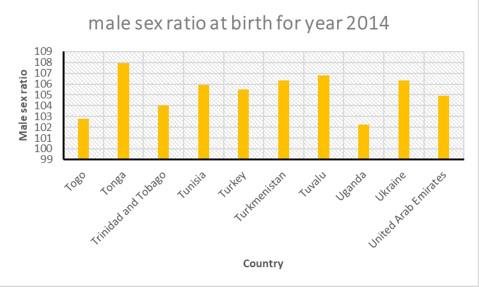 male sex ratio at birth for year 2014
109
108
107
106
105
104
103
102
101
100
99
Male sex ratio
Togo
Tonga
Trinidad and Tobago
Tunisia
Turkey
Turkmenistan
Tuvalu
Uganda
Ukraine
United Arab Emirates
Country